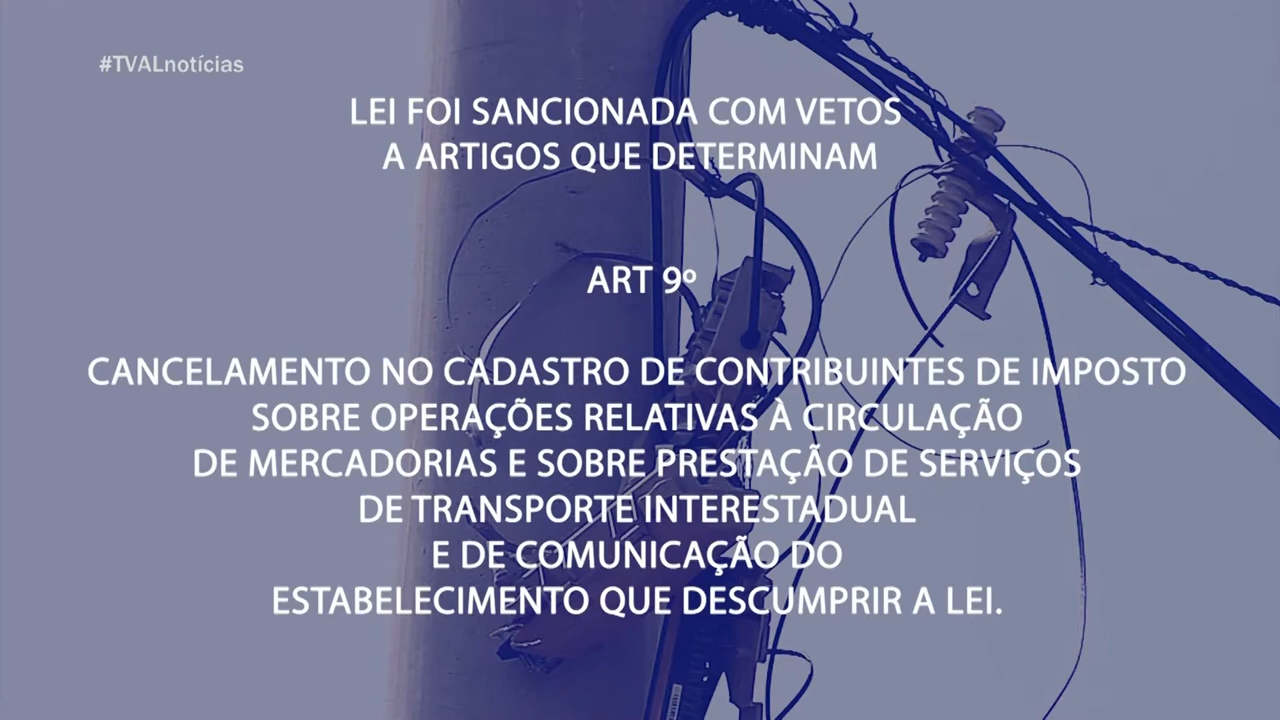 #TVALnotícias
LEI FOI SANCIONADA COM VETOS
A ARTIGOS QUE DETERMINAM
ART 9º
CANCELAMENTO NO CADASTRO DE CONTRIBUINTES DE IMPOSTO
SOBRE OPERAÇÕES RELATIVAS À CIRCULAÇÃO
DE MERCADORIAS E SOBRE PRESTAÇÃO DE SERVIÇOS
DE TRANSPORTE INTERESTADUAL
E DE COMUNICAÇÃO DO
ESTABELECIMENTO QUE DESCUMPRIR A LEI.